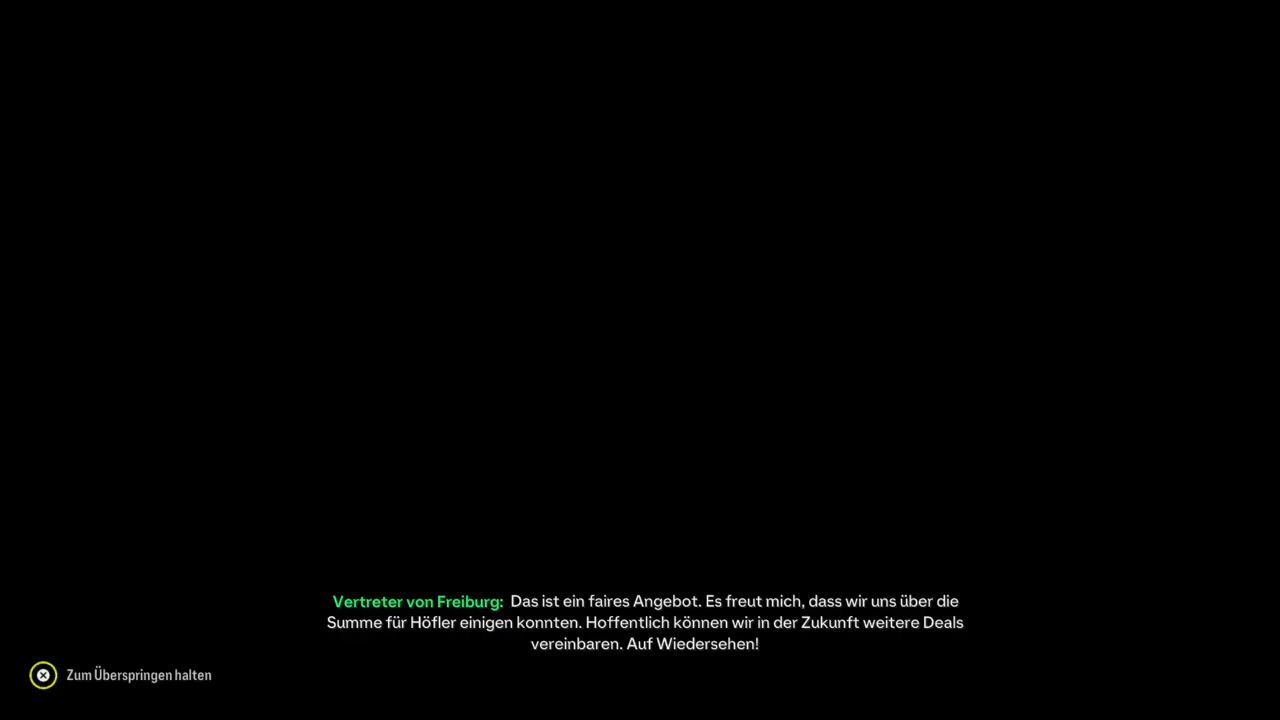 Vertreter von Freiburg: Das ist ein faires Angebot. Es freut mich, dass wir uns über die
Summe für Höfler einigen konnten. Hoffentlich können wir in der Zukunft weitere Deals
vereinbaren. Auf Wiedersehen!
Zum Überspringen halten